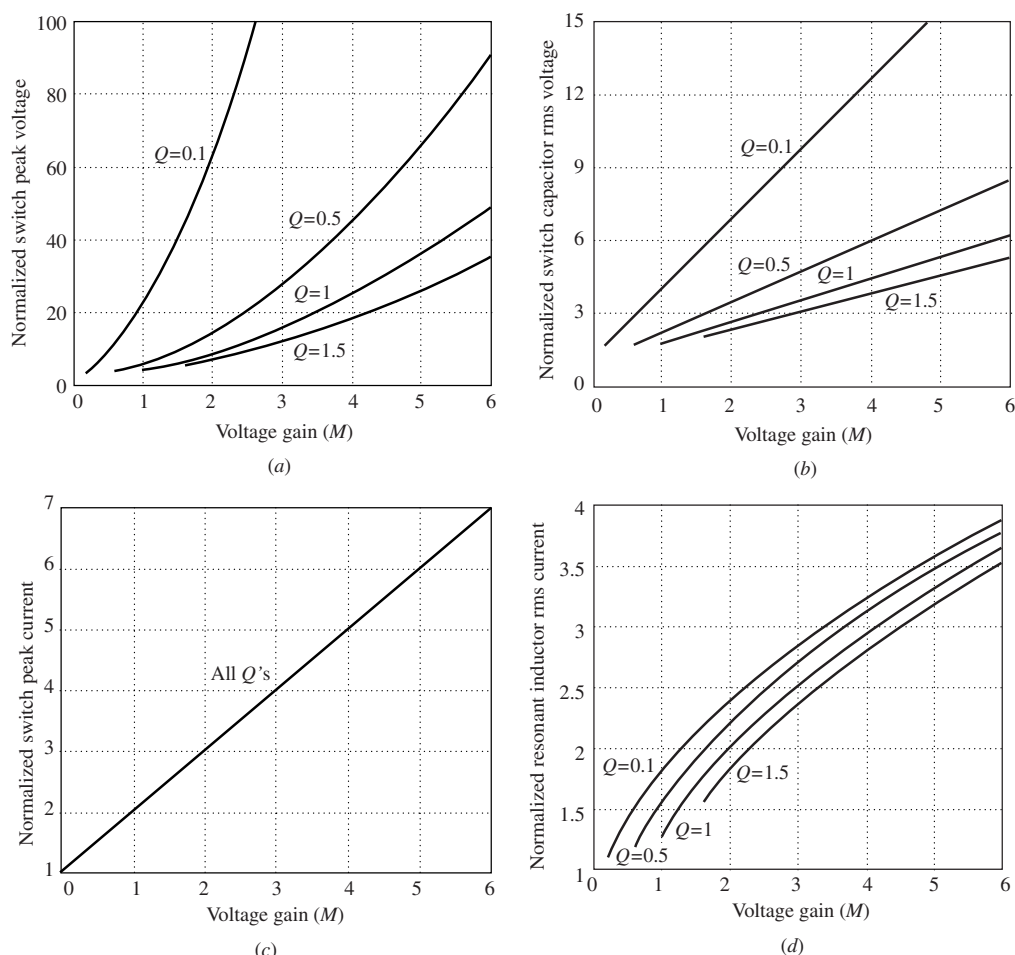 Normalized switch peak voltage
100
80
60
40
20
0
Q=0.1
Q=0.5
Q=1
Q=1.5
1
2
3
4
5
6
Voltage gain (M)
(a)
Normalized switch capacitor rms voltage
15
12
9
6
3
0
Q=0.1
Q=0.5
Q=1
Q=1.5
0
1
2
3
4
5
6
Voltage gain (M)
(b)
Normalized switch peak current
7
6
5
4
3
2
1
All Q's
0
1
2
3
4
5
6
Voltage gain (M)
(c)
Normalized resonant inductor rms current
4
3.5
3
2.5
2
1.5
1
Q=0.1
Q=1.5
Q=1
Q=0.5
0
1
2
3
4
5
6
Voltage gain (M)
(d)